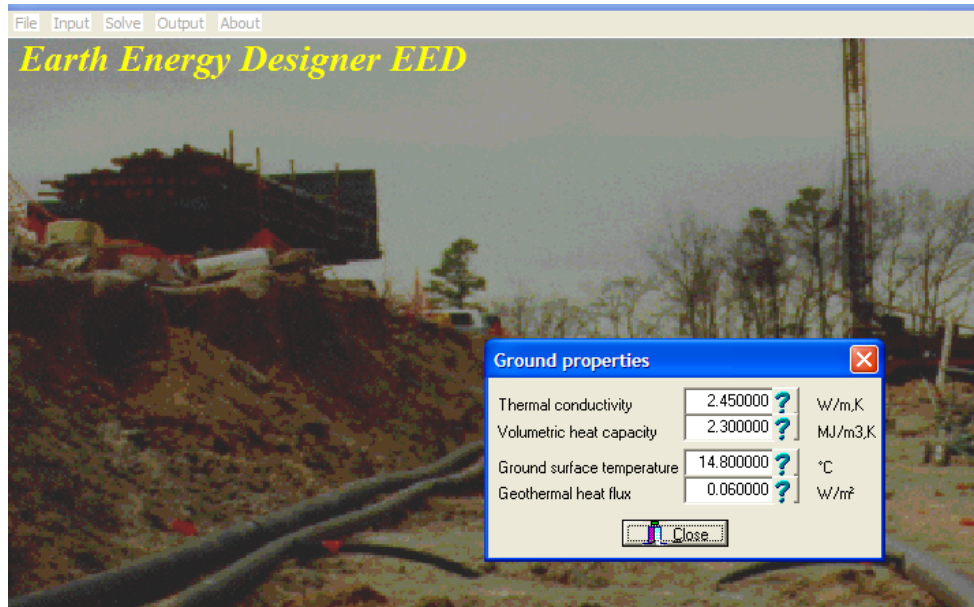 File Input Solve Output About
Earth Energy Designer EED
Ground properties
Thermal conductivity 2.450000 ? W/m,K
Volumetric heat capacity 2.300000 ? MJ/m3,K
Ground surface temperature 14.800000 ? °C
Geothermal heat flux 0.060000 ? W/m²
Close